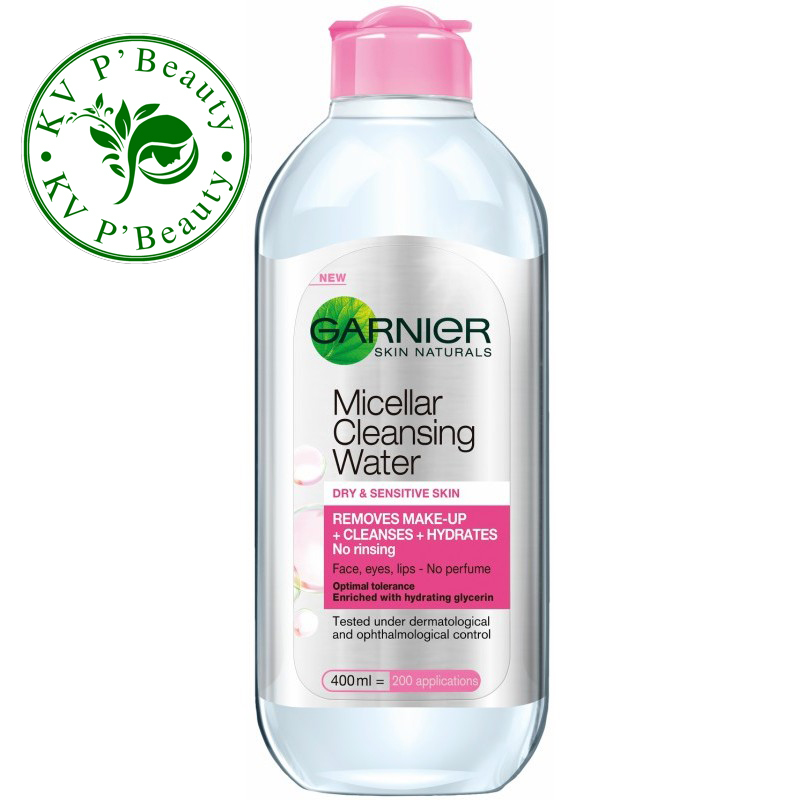 KV P' Beauty
KV P' Beauty
NEW
GARNIER
SKIN NATURALS
Micellar
Cleansing
Water
DRY & SENSITIVE SKIN
REMOVES MAKE-UP
+ CLEANSES + HYDRATES
No rinsing
Face, eyes, lips - No perfume
Optimal tolerance
Enriched with hydrating glycerin
Tested under dermatological
and ophthalmological control
400ml = 200 applications